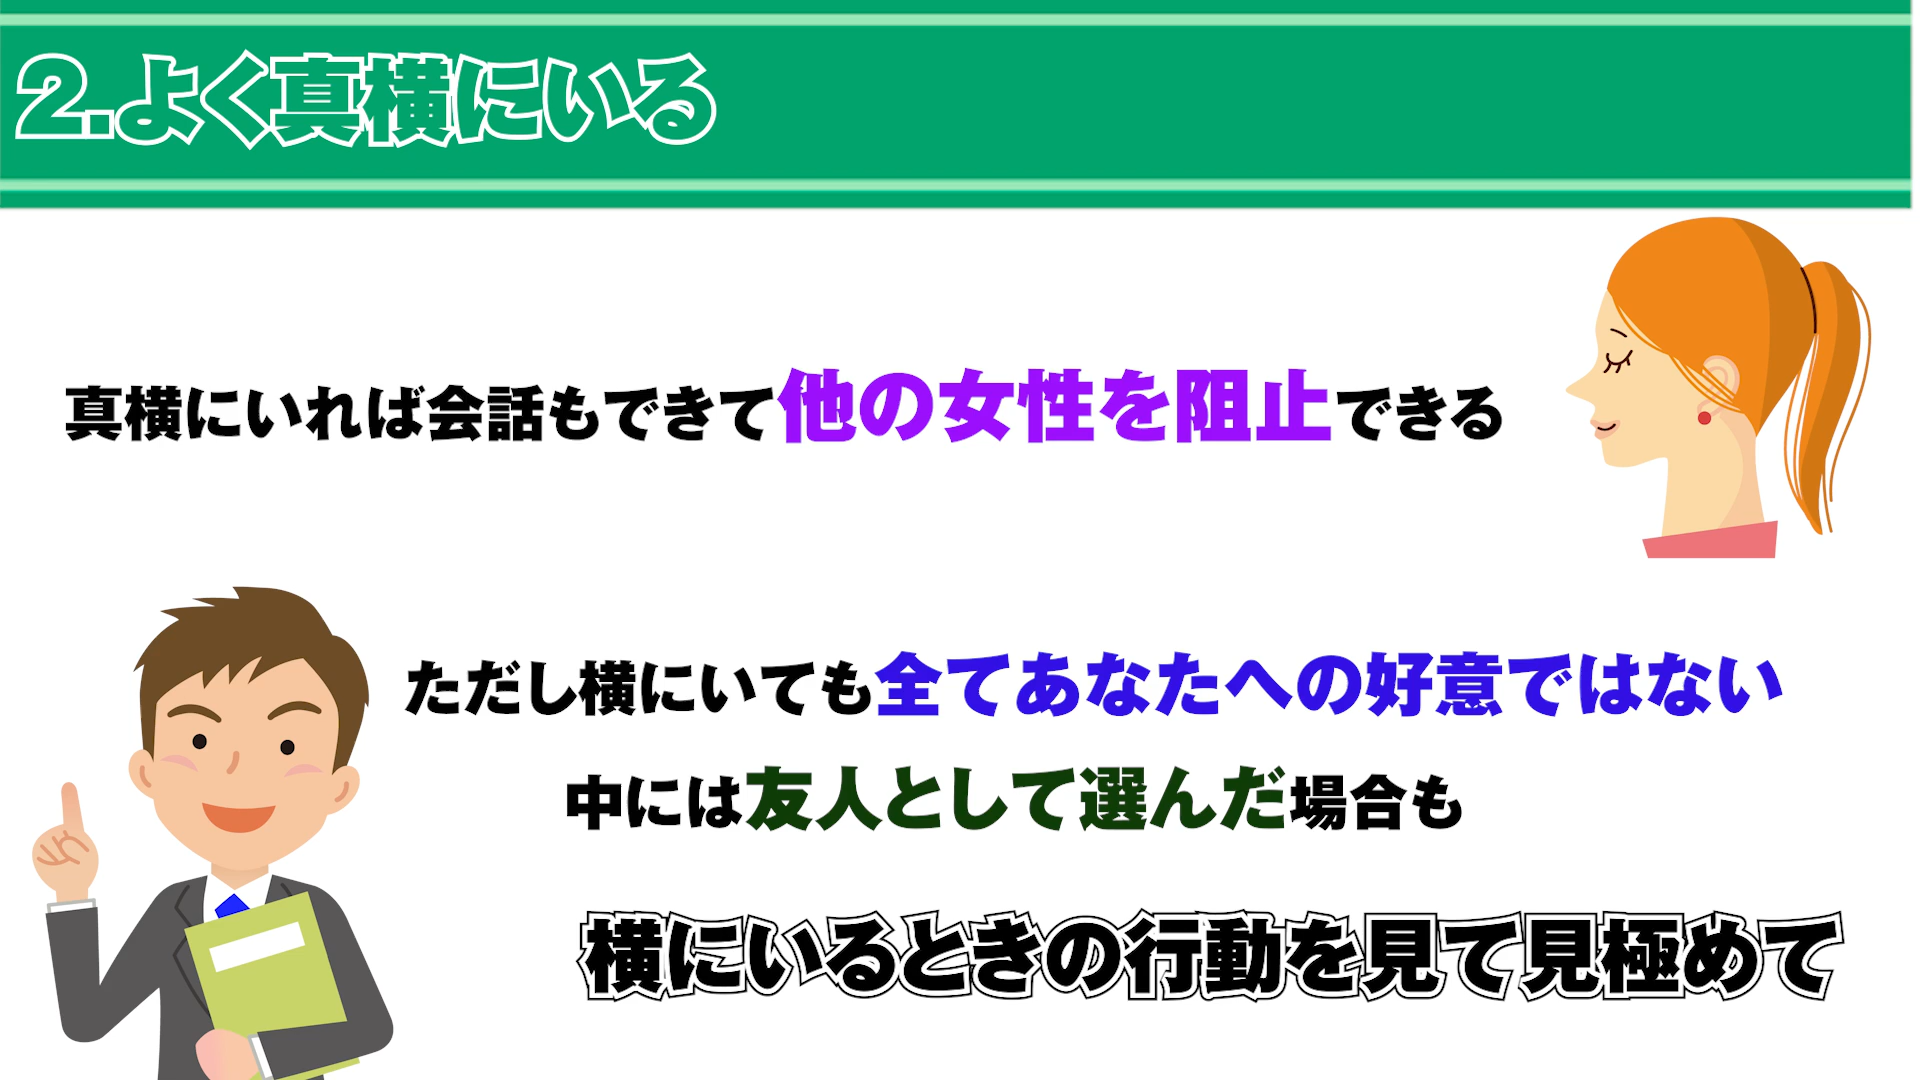 2.よく真横にいる
真横にいれば会話もできて他の女性を阻止できる
ただし横にいても全てあなたへの好意ではない
中には友人として選んだ場合も
横にいるときの行動を見て見極めて